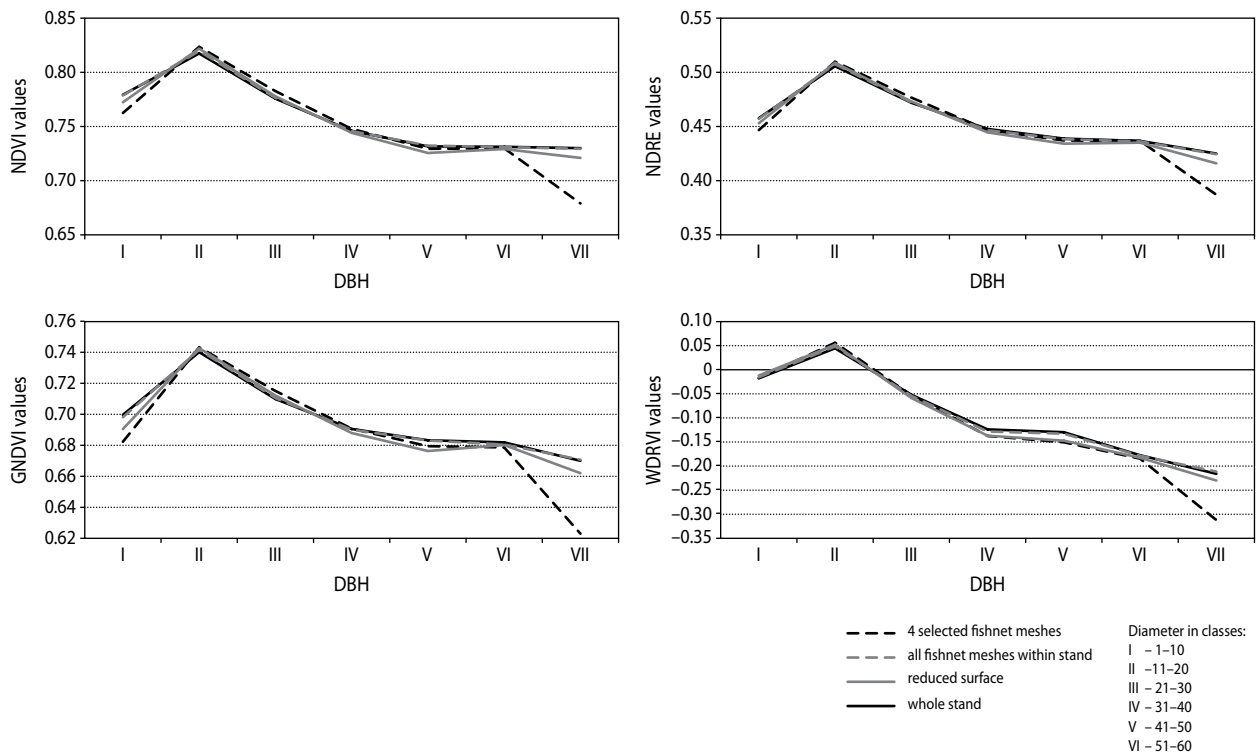 0.85
0.80
0.75
0.70
0.65
NDVI values
I II III IV V VI VII
DBH
0.55
0.50
0.45
0.40
0.35
NDRE values
I II III IV V VI VII
DBH
0.76
0.74
0.72
0.70
0.68
0.66
0.64
0.62
GNDVI values
I II III IV V VI VII
DBH
0.10
0.05
0
–0.05
–0.10
–0.15
–0.20
–0.25
–0.30
–0.35
WDRVI values
I II III IV V VI VII
DBH
4 selected fishnet meshes
all fishnet meshes within stand
reduced surface
whole stand
Diameter in classes:
I – 1–10
II –11–20
III – 21–30
IV – 31–40
V – 41–50
VI – 51–60